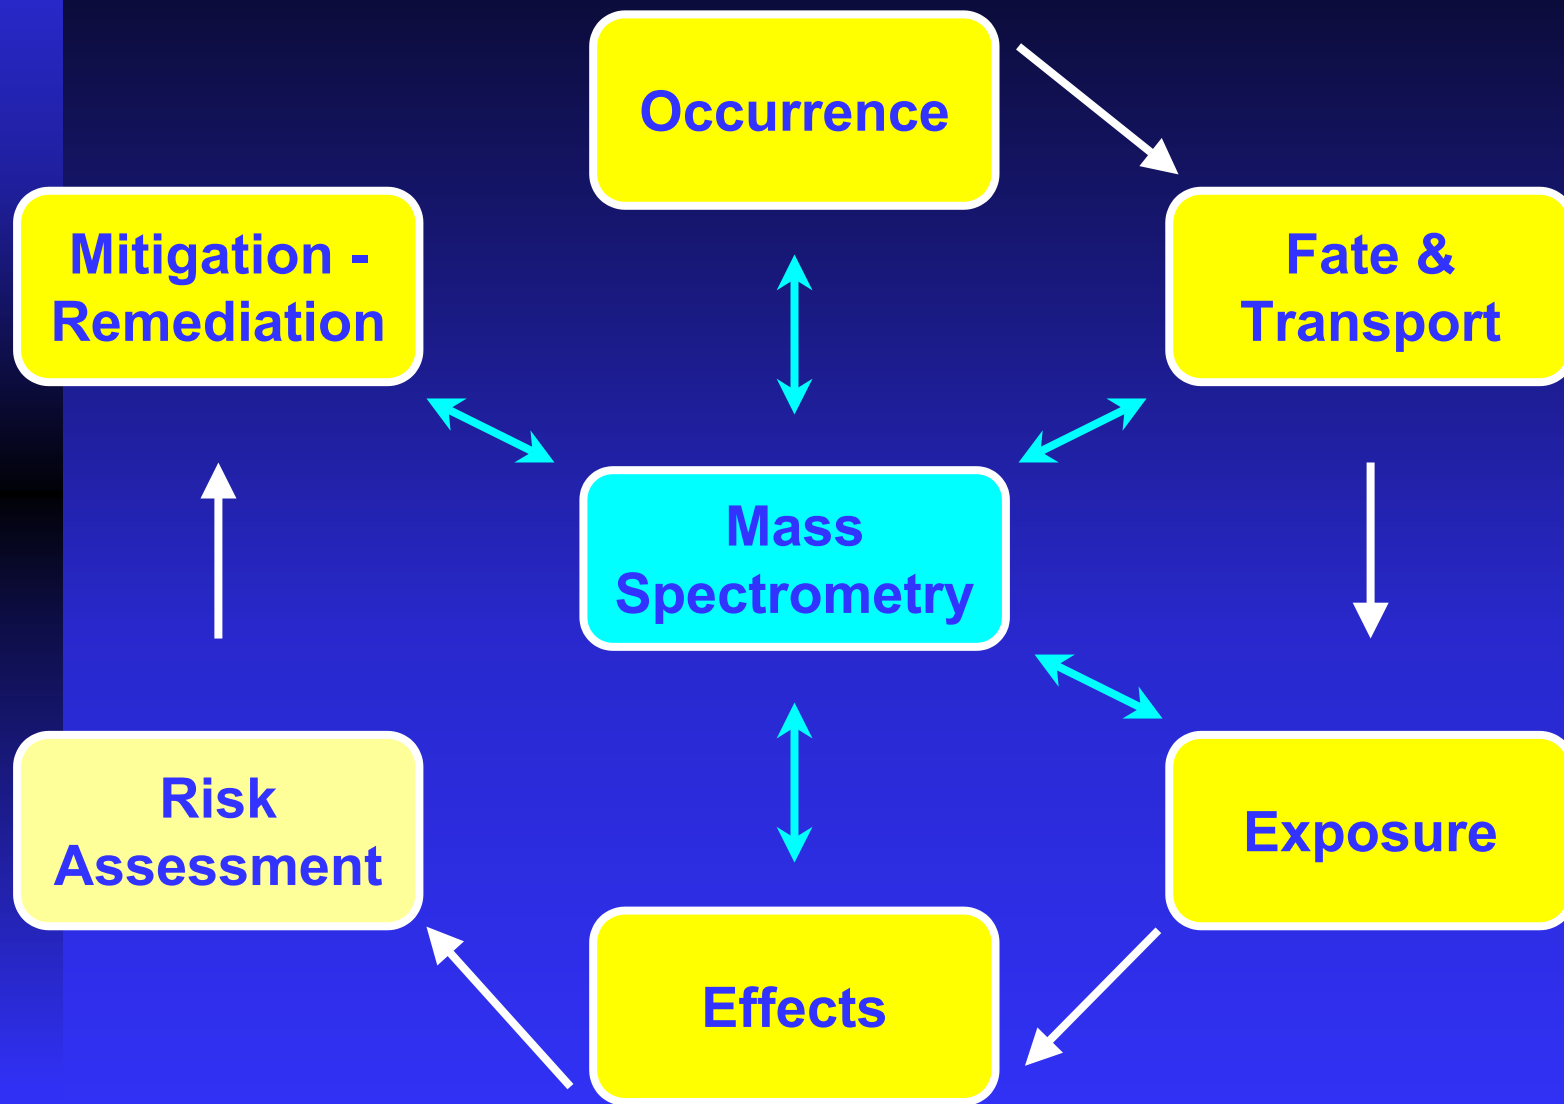 Occurrence
Mitigation -
Remediation
Fate &
Transport
Mass
Spectrometry
Risk
Assessment
Exposure
Effects